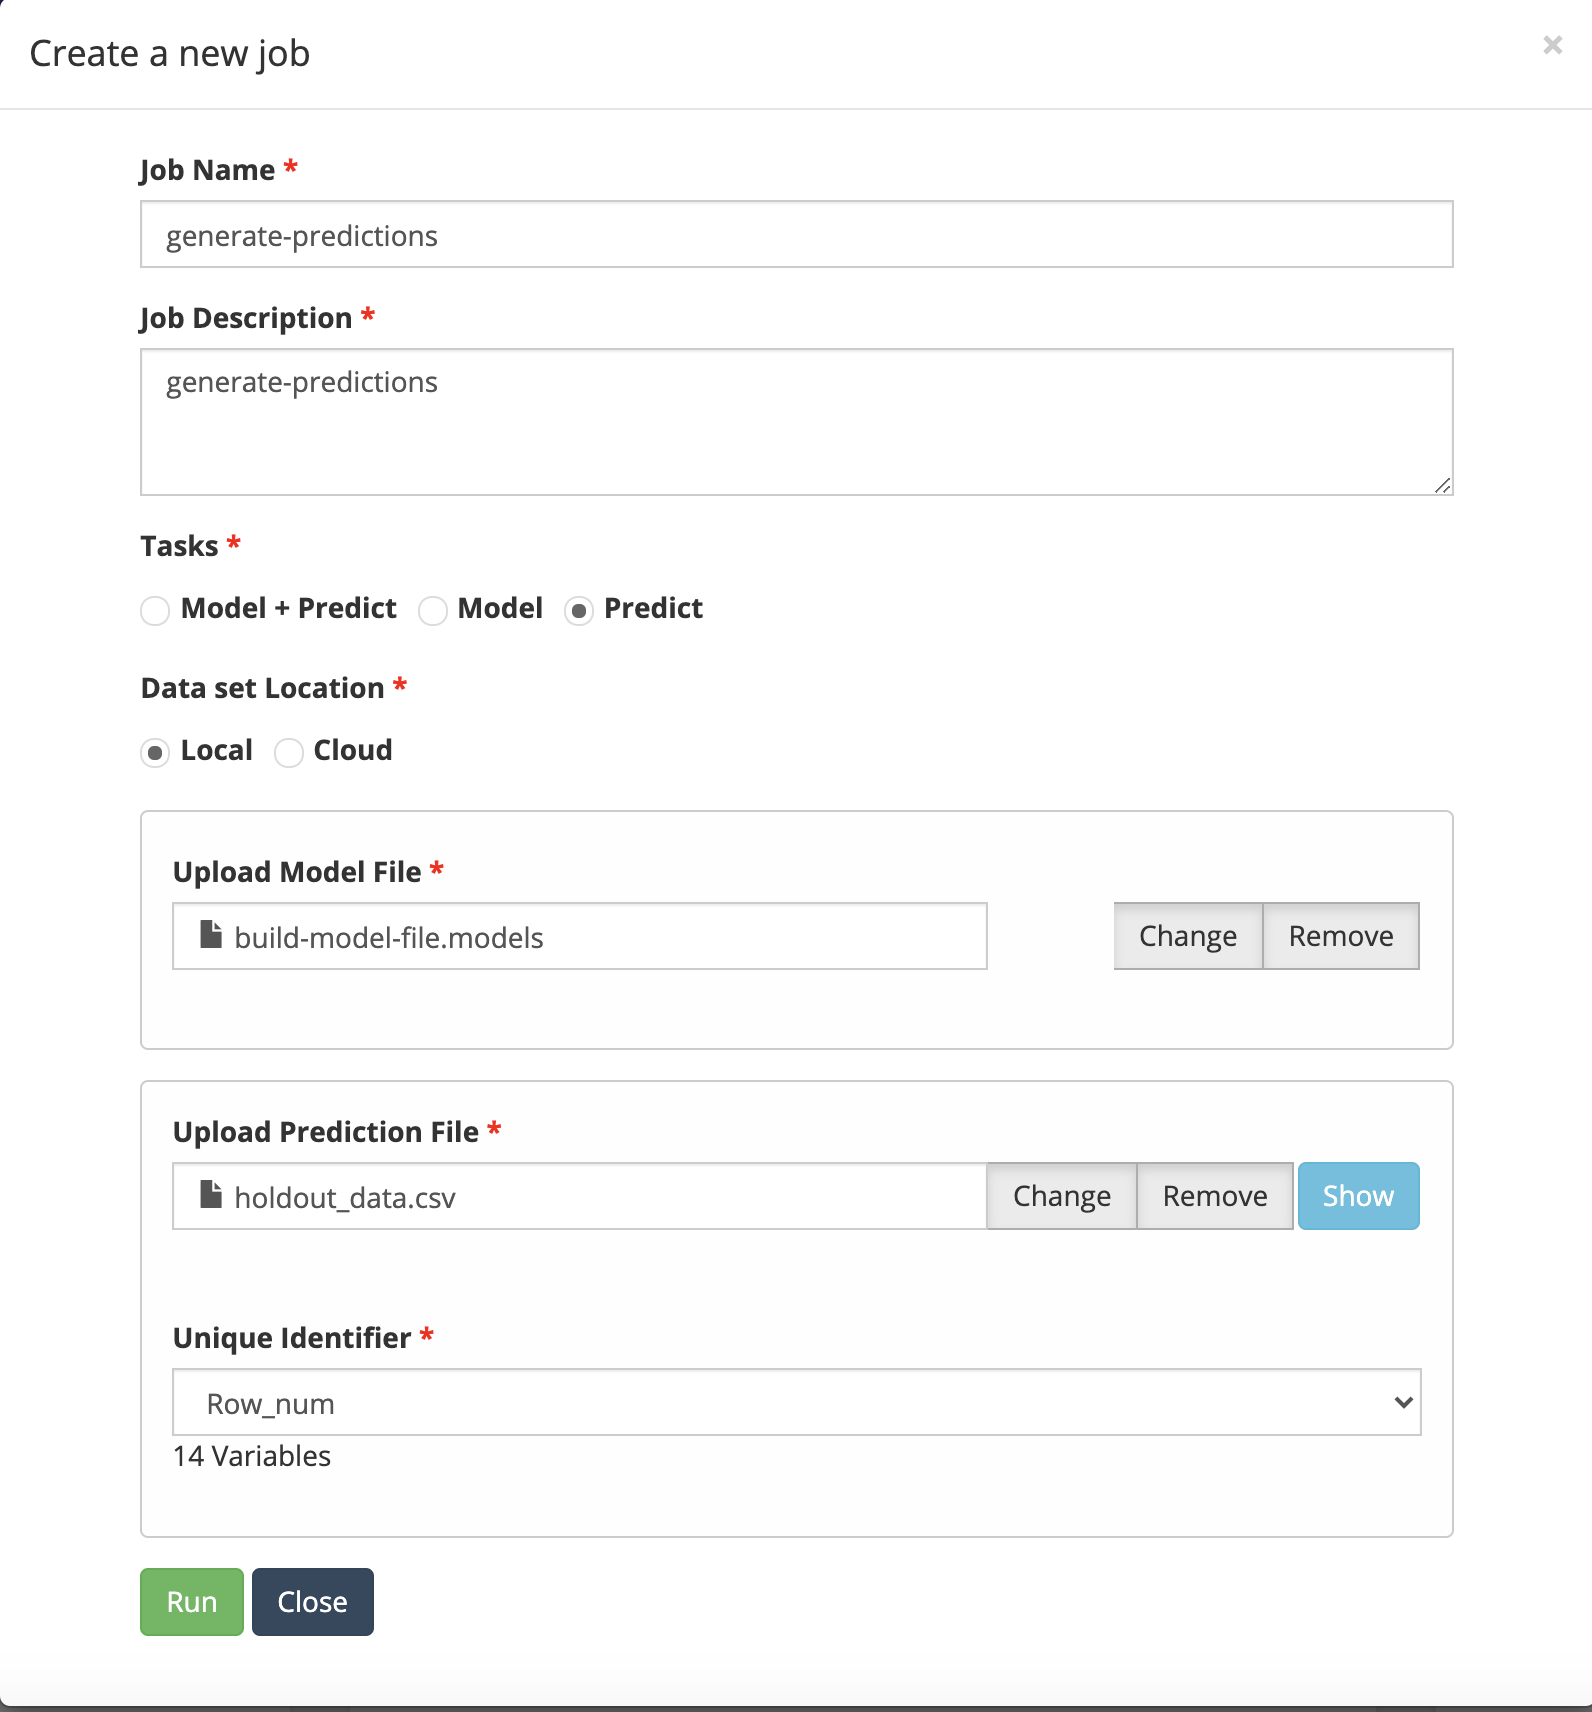 Create a new job ×
Job Name *
generate-predictions
Job Description *
generate-predictions
Tasks *
Model + Predict Model Predict
Data set Location *
Local Cloud
Upload Model File *
build-model-file.models Change Remove
Upload Prediction File *
holdout_data.csv Change Remove Show
Unique Identifier *
Row_num
14 Variables
Run Close